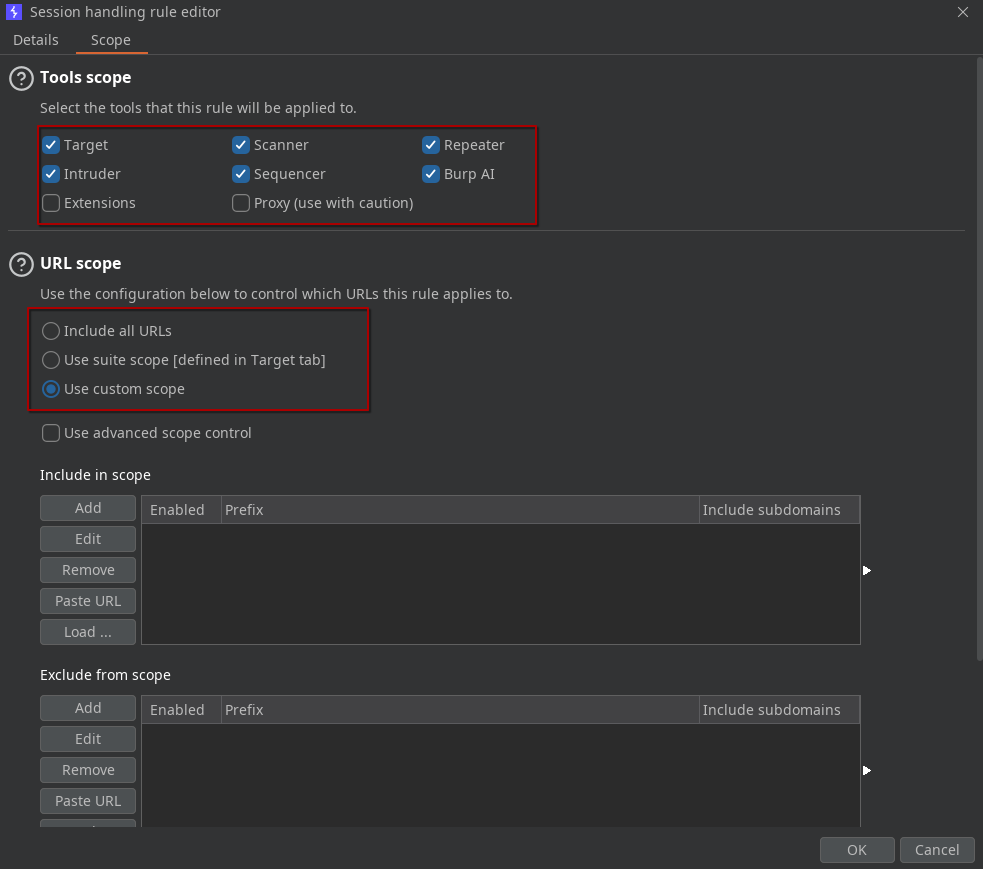 Session handling rule editor
Details Scope
Tools scope
Select the tools that this rule will be applied to.
Target Scanner Repeater
Intruder Sequencer Burp AI
Extensions Proxy (use with caution)
URL scope
Use the configuration below to control which URLs this rule applies to.
Include all URLs
Use suite scope [defined in Target tab]
Use custom scope
Use advanced scope control
Include in scope
Add Enabled Prefix Include subdomains
Edit
Remove
Paste URL
Load ...
Exclude from scope
Add Enabled Prefix Include subdomains
Edit
Remove
Paste URL
OK Cancel